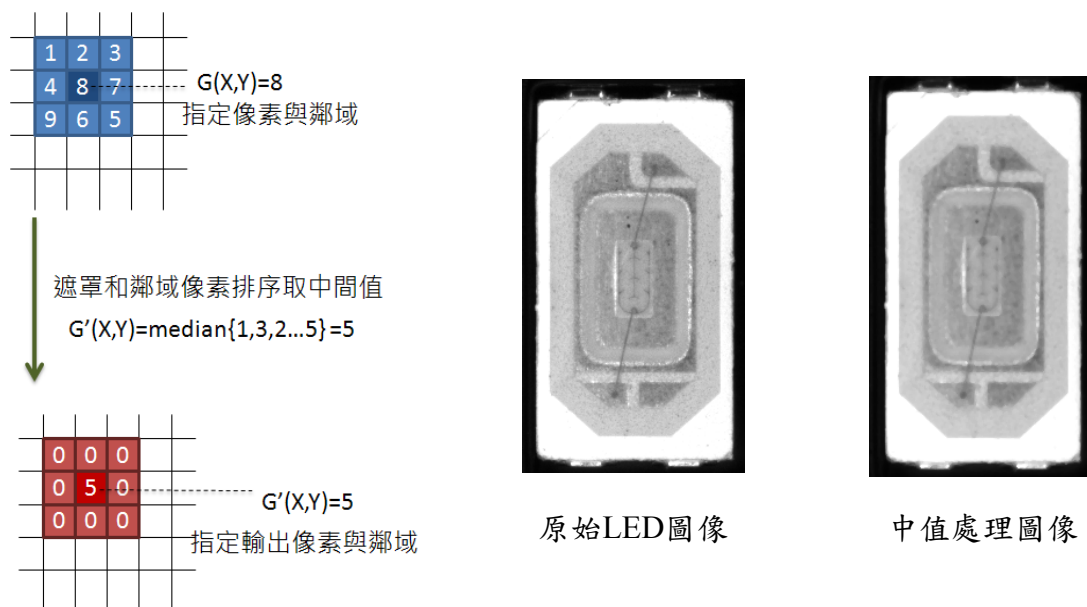 1 2 3
4 8 7
9 6 5
G(X,Y)=8
指定像素與鄰域
遮罩和鄰域像素排序取中間值
G’(X,Y)=median{1,3,2...5}=5
0 0 0
0 5 0
0 0 0
G’(X,Y)=5
指定輸出像素與鄰域
原始LED圖像
中值處理圖像